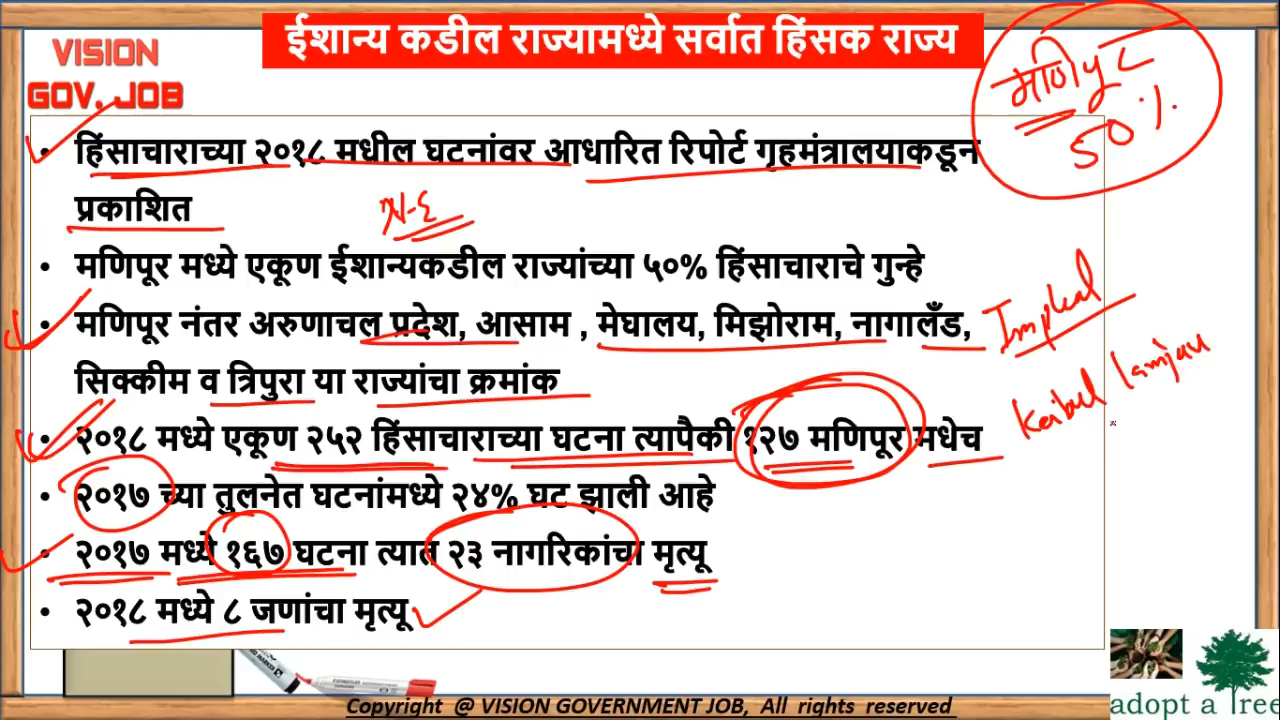 ईशान्य कडील राज्यामध्ये सर्वात हिंसक राज्य
VISION
GOV. JOB
मणिपूर
50 %
• हिंसाचाराच्या २०१८ मधील घटनांवर आधारित रिपोर्ट गृहमंत्रालयाकडून
प्रकाशित
N-E
• मणिपूर मध्ये एकूण ईशान्यकडील राज्यांच्या ५०% हिंसाचाराचे गुन्हे
• मणिपूर नंतर अरुणाचल प्रदेश, आसाम , मेघालय, मिझोराम, नागालँड,
सिक्कीम व त्रिपुरा या राज्यांचा क्रमांक
Imphal
Keibul lamjau
• २०१८ मध्ये एकूण २५२ हिंसाचाराच्या घटना त्यापैकी १२७ मणिपूर मधेच
• २०१७ च्या तुलनेत घटनांमध्ये २४% घट झाली आहे
• २०१७ मध्ये १६७ घटना त्यात २३ नागरिकांचा मृत्यू
• २०१८ मध्ये ८ जणांचा मृत्यू
adopt a Tree
Copyright @ VISION GOVERNMENT JOB, All rights reserved